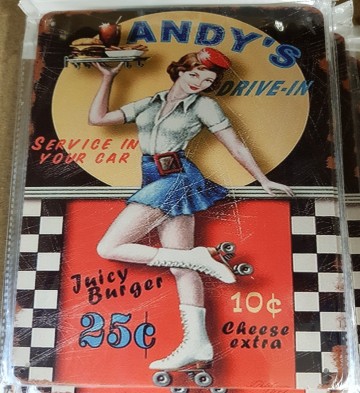 ANDY'S
DRIVE-IN
SERVICE IN
YOUR CAR
Juicy
Burger
25¢
10¢
Cheese
extra